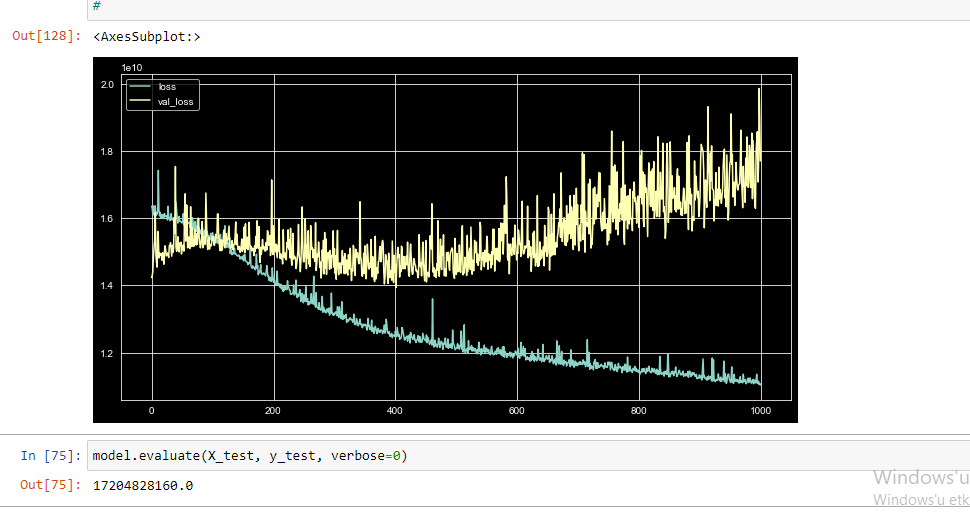 #
Out[128]: <AxesSubplot:>
1e10
2.0
loss
val_loss
1.8
1.6
1.4
1.2
0 200 400 600 800 1000
In [75]: model.evaluate(X_test, y_test, verbose=0)
Out[75]: 17204828160.0
Windows'u
Windows'u etk